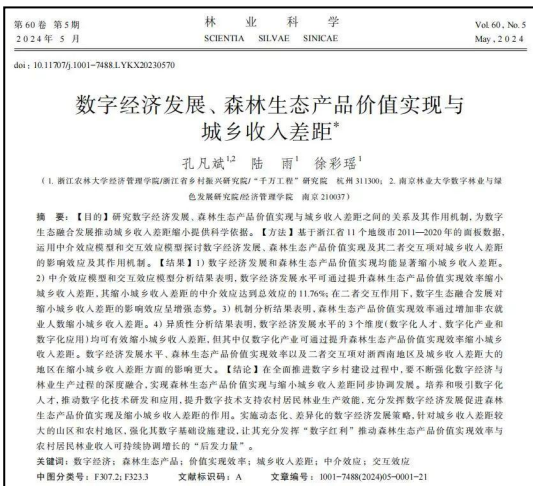 第 60 卷 第 5 期
林 业 科 学
Vol. 60, No. 5
2 0 2 4 年 5 月
SCIENTIA SILVAE SINICAE
May, 2 0 2 4
doi: 10.11707/j.1001-7488.LYKX20230570
数字经济发展、森林生态产品价值实现与
城乡收入差距*
孔凡斌1,2 陆 雨1 徐彩瑶1
(1. 浙江农林大学经济管理学院/浙江省乡村振兴研究院/“千万工程”研究院 杭州 311300; 2. 南京林业大学数字林业与绿
色发展研究院/经济管理学院 南京 210037)
摘 要: 【目的】研究数字经济发展、森林生态产品价值实现与城乡收入差距之间的关系及其作用机制,为数字
生态融合发展推动城乡收入差距缩小提供科学依据。【方法】基于浙江省 11 个地级市 2011—2020 年的面板数据,
运用中介效应模型和交互效应模型探讨数字经济发展、森林生态产品价值实现及其二者交互项对城乡收入差距
的影响效应及其作用机制。【结果】1) 数字经济发展和森林生态产品价值实现均能显著缩小城乡收入差距。
2) 中介效应模型和交互效应模型分析结果表明,数字经济发展水平可通过提升森林生态产品价值实现效率缩小城
乡收入差距,其缩小城乡收入差距的中介效应达到总效应的 11.76%; 在二者交互作用下,数字生态融合发展对
缩小城乡收入差距的影响效应呈增强态势。3) 机制分析结果表明,森林生态产品价值实现效率通过增加非农就
业人数缩小城乡收入差距。4) 异质性分析结果表明,数字经济发展水平的 3 个维度(数字化人才、数字化产业和
数字化应用)均可有效缩小城乡收入差距,但其中仅数字化产业可通过提升森林生态产品价值实现效率缩小城乡
收入差距。数字经济发展水平、森林生态产品价值实现效率以及二者交互项对浙西南地区及城乡收入差距大的
地区在缩小城乡收入差距方面的影响更大。【结论】在全面推进数字乡村建设过程中,要不断强化数字经济与
林业生产过程的深度融合,实现森林生态产品价值实现与缩小城乡收入差距同步协调发展。培养和吸引数字化
人才,推动数字化技术研发和应用,提升数字技术支持农村居民林业生产效能,充分发挥数字经济发展促进森林
生态产品价值实现及缩小城乡收入差距的作用。实施动态化、差异化的数字经济发展策略,针对城乡收入差距较
大的山区和农村地区,强化其数字基础设施建设,让其充分发挥“数字红利”推动森林生态产品价值实现效率与
农村居民林业收入可持续协调增长的“后发力量”。
关键词: 数字经济; 森林生态产品; 价值实现效率; 城乡收入差距; 中介效应; 交互效应
中图分类号: F307.2; F323.3 文献标识码: A 文章编号: 1001-7488(2024)05-0001-21